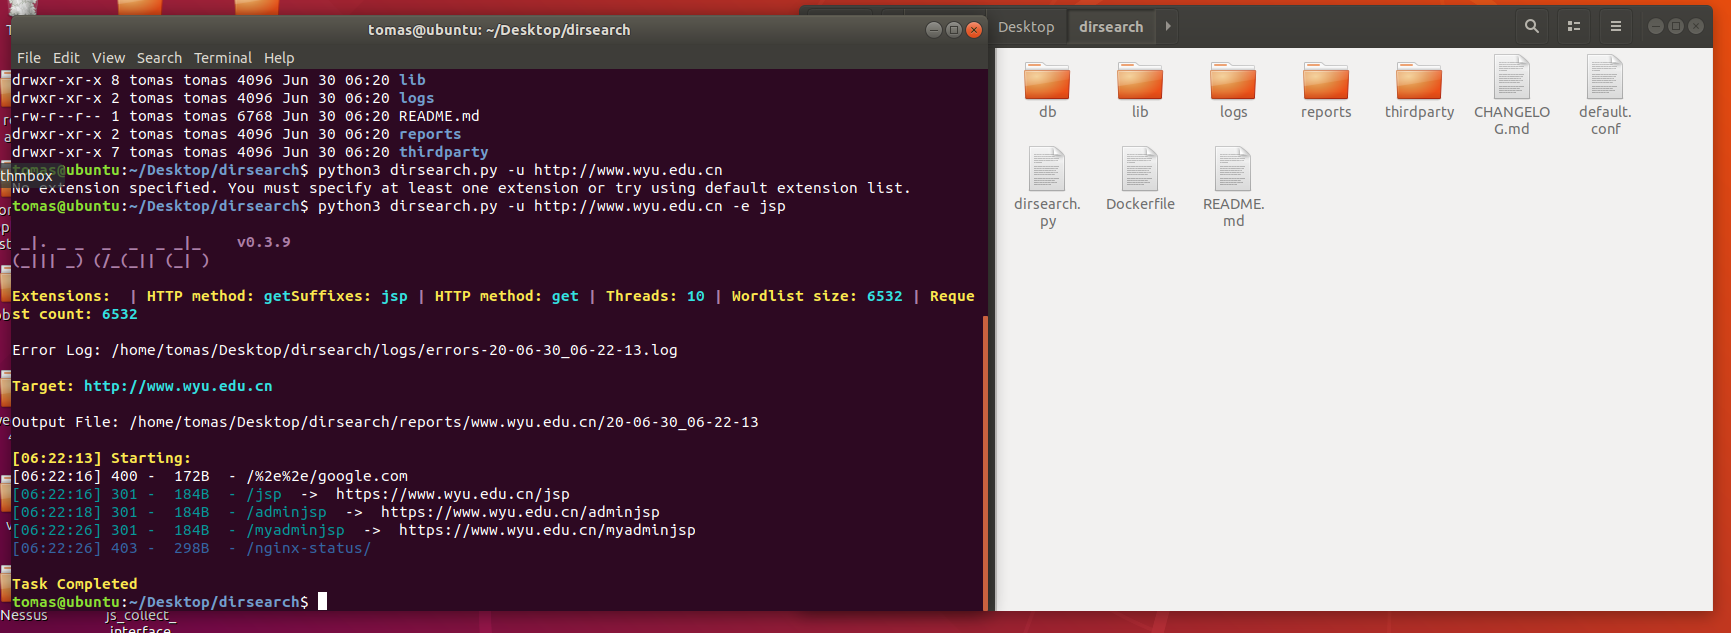 tomas@ubuntu: ~/Desktop/dirsearch
File Edit View Search Terminal Help
drwxr-xr-x 8 tomas tomas 4096 Jun 30 06:20 lib
drwxr-xr-x 2 tomas tomas 4096 Jun 30 06:20 logs
-rw-r--r-- 1 tomas tomas 6768 Jun 30 06:20 README.md
drwxr-xr-x 2 tomas tomas 4096 Jun 30 06:20 reports
drwxr-xr-x 7 tomas tomas 4096 Jun 30 06:20 thirdparty
tomas@ubuntu:~/Desktop/dirsearch$ python3 dirsearch.py -u http://www.wyu.edu.cn
No extension specified. You must specify at least one extension or try using default extension list.
tomas@ubuntu:~/Desktop/dirsearch$ python3 dirsearch.py -u http://www.wyu.edu.cn -e jsp
 _|. _ _  _  _  _ _|_    v0.3.9
(_||| _) (/_(_|| (_| )
Extensions:  | HTTP method: getSuffixes: jsp | HTTP method: get | Threads: 10 | Wordlist size: 6532 | Reque
st count: 6532
Error Log: /home/tomas/Desktop/dirsearch/logs/errors-20-06-30_06-22-13.log
Target: http://www.wyu.edu.cn
Output File: /home/tomas/Desktop/dirsearch/reports/www.wyu.edu.cn/20-06-30_06-22-13
[06:22:13] Starting:
[06:22:16] 400 -  172B  - /%2e%2e/google.com
[06:22:16] 301 -  184B  - /jsp  ->  https://www.wyu.edu.cn/jsp
[06:22:18] 301 -  184B  - /adminjsp  ->  https://www.wyu.edu.cn/adminjsp
[06:22:26] 301 -  184B  - /myadminjsp  ->  https://www.wyu.edu.cn/myadminjsp
[06:22:26] 403 -  298B  - /nginx-status/
Task Completed
tomas@ubuntu:~/Desktop/dirsearch$
thmbox
Nessus
js_collect_
interface
Desktop
dirsearch
db
lib
logs
reports
thirdparty
CHANGELO
G.md
default.
conf
dirsearch.
py
Dockerfile
README.
md